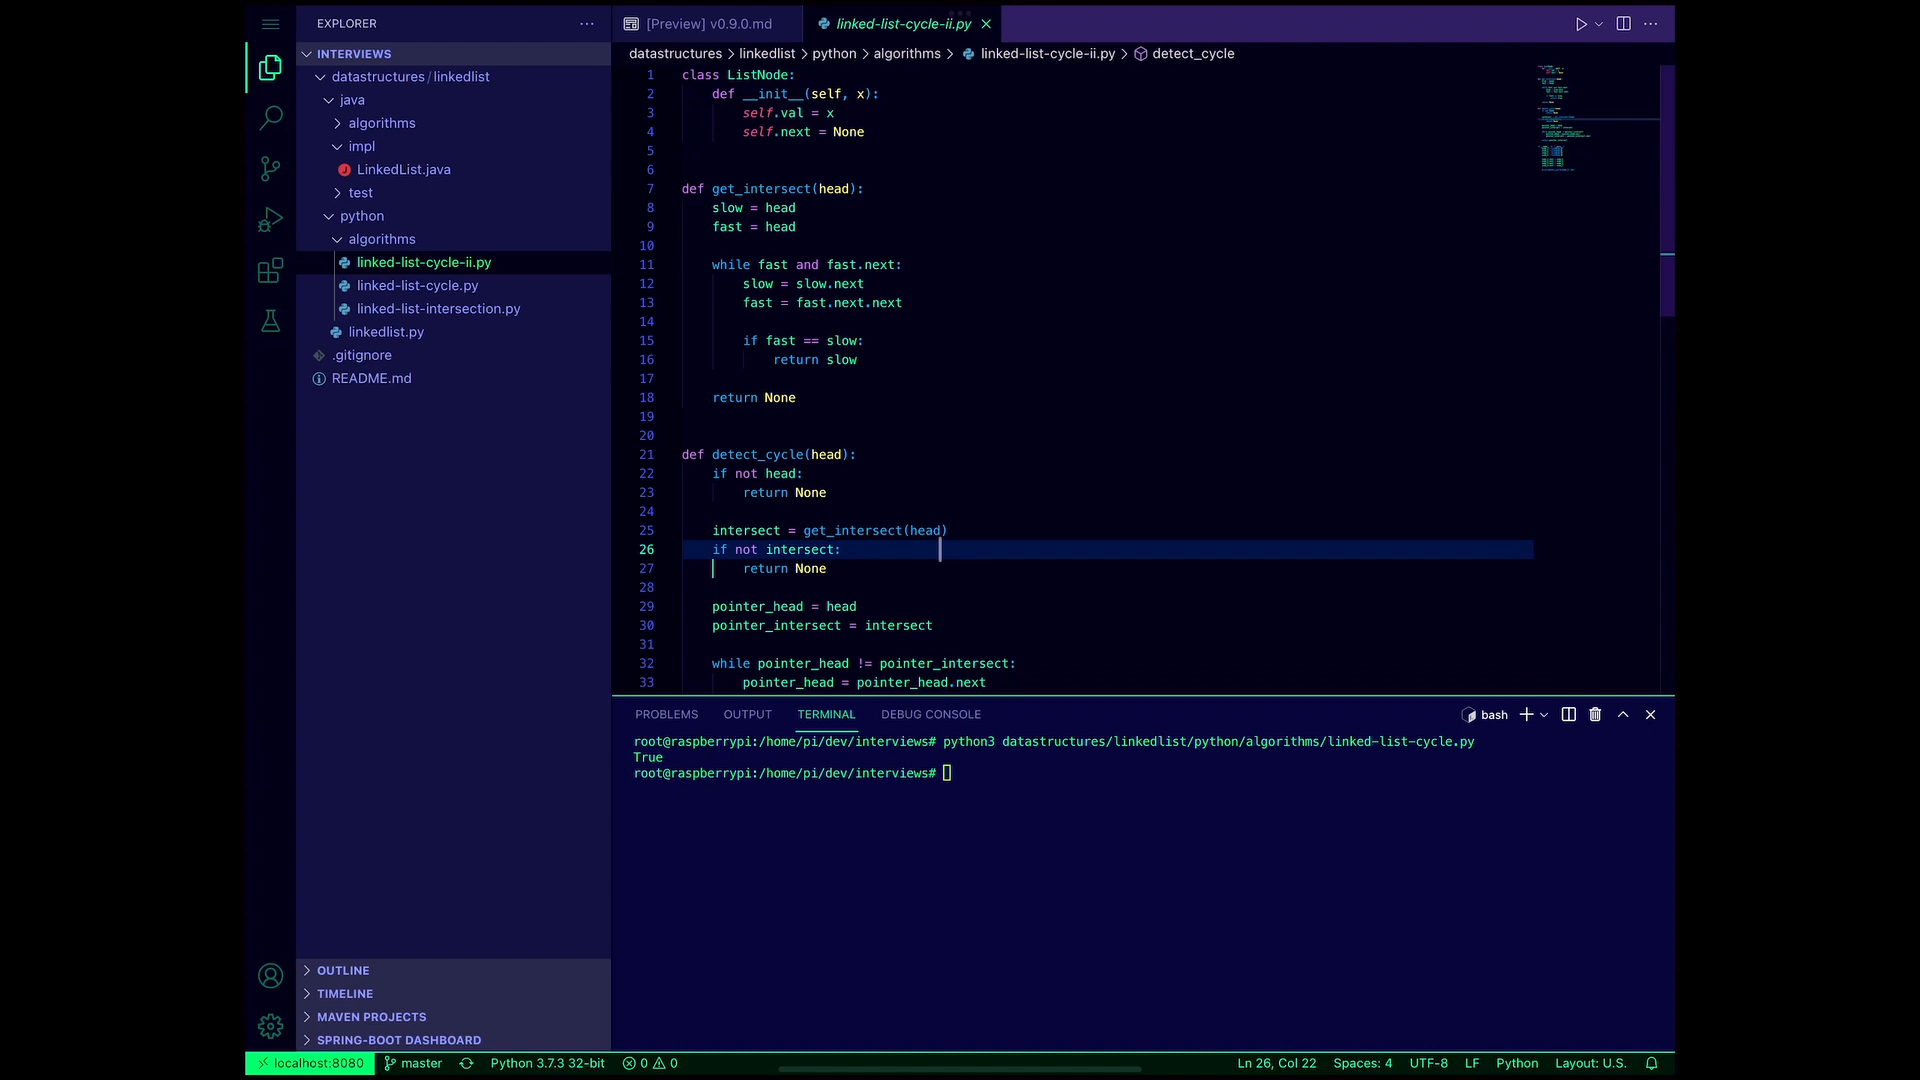 EXPLORER
INTERVIEWS
datastructures / linkedlist
java
algorithms
impl
LinkedList.java
test
python
algorithms
linked-list-cycle-ii.py
linked-list-cycle.py
linked-list-intersection.py
linkedlist.py
.gitignore
README.md
OUTLINE
TIMELINE
MAVEN PROJECTS
SPRING-BOOT DASHBOARD
[Preview] v0.9.0.md
linked-list-cycle-ii.py
datastructures > linkedlist > python > algorithms > linked-list-cycle-ii.py > detect_cycle
1 class ListNode:
2     def __init__(self, x):
3         self.val = x
4         self.next = None
5
6
7 def get_intersect(head):
8     slow = head
9     fast = head
10
11     while fast and fast.next:
12         slow = slow.next
13         fast = fast.next.next
14
15         if fast == slow:
16             return slow
17
18     return None
19
20
21 def detect_cycle(head):
22     if not head:
23         return None
24
25     intersect = get_intersect(head)
26     if not intersect:
27         return None
28
29     pointer_head = head
30     pointer_intersect = intersect
31
32     while pointer_head != pointer_intersect:
33         pointer_head = pointer_head.next
PROBLEMS OUTPUT TERMINAL DEBUG CONSOLE
bash
root@raspberrypi:/home/pi/dev/interviews# python3 datastructures/linkedlist/python/algorithms/linked-list-cycle.py
True
root@raspberrypi:/home/pi/dev/interviews#
localhost:8080 master Python 3.7.3 32-bit 0 0 Ln 26, Col 22 Spaces: 4 UTF-8 LF Python Layout: U.S.